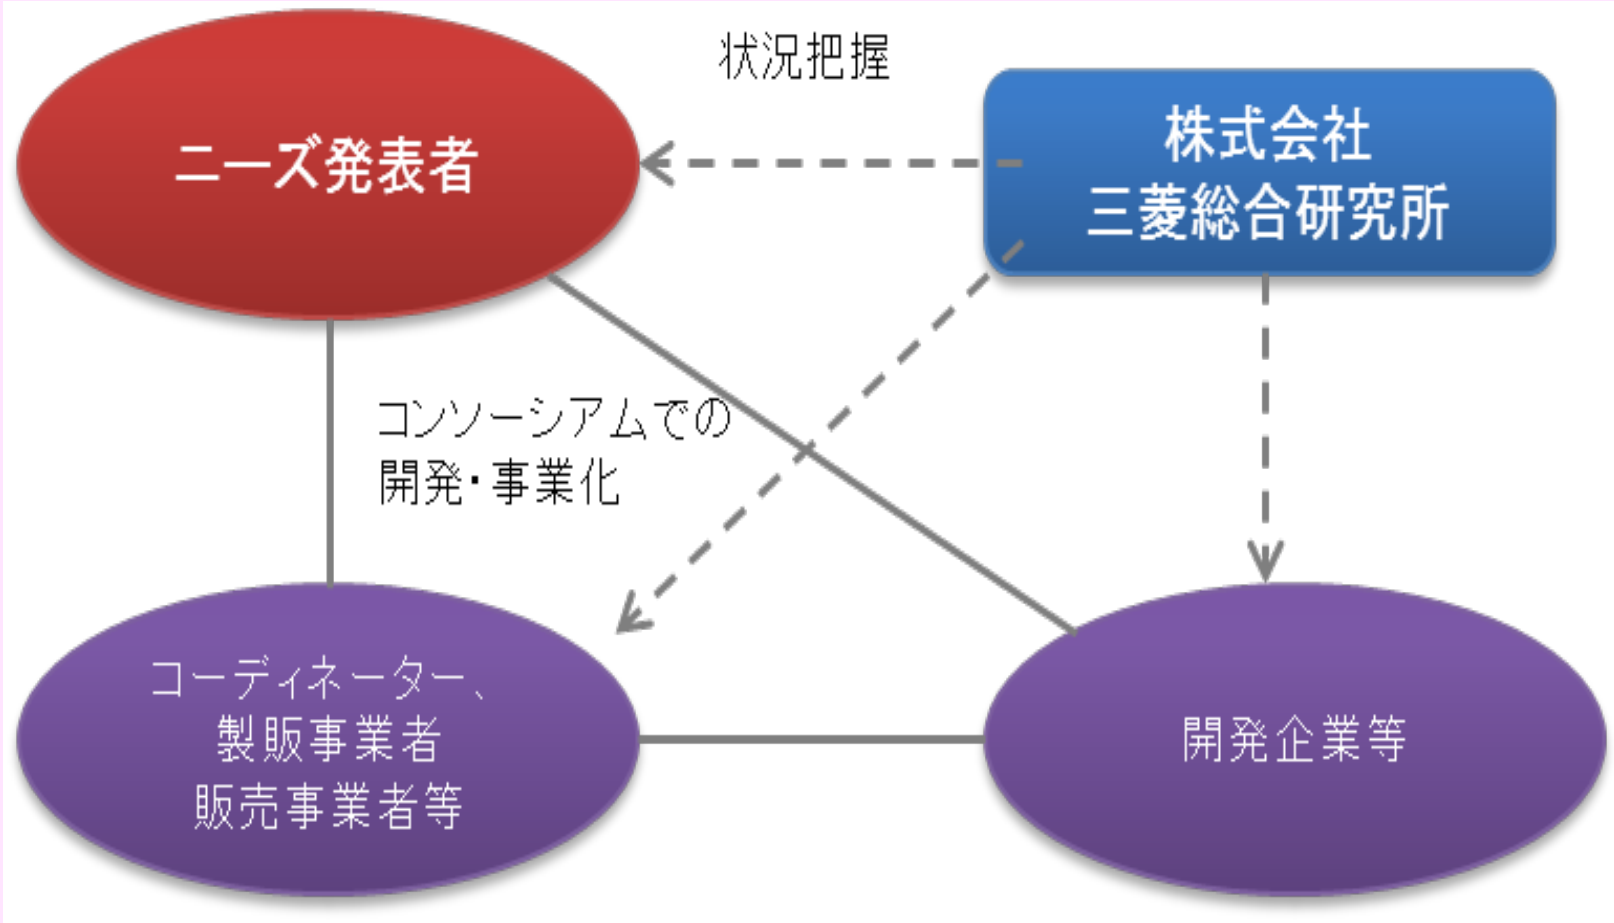 状況把握
ニーズ発表者
株式会社
三菱総合研究所
コンソーシアムでの
開発・事業化
コーディネーター、
製販事業者
販売事業者等
開発企業等